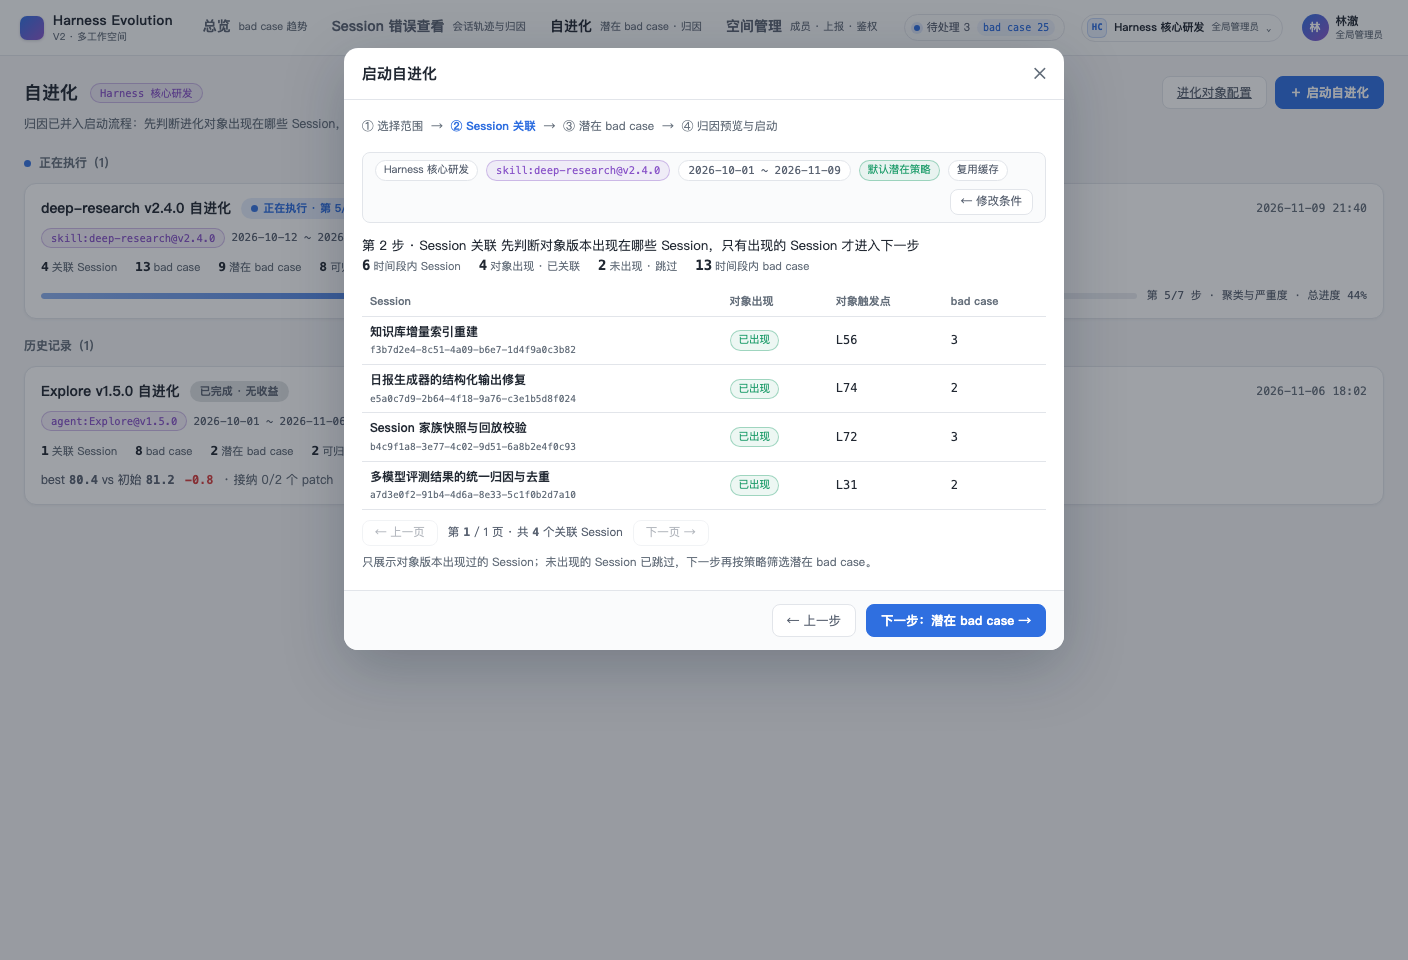 Harness Evolution
V2 · 多工作空间
总览 bad case 趋势
Session 错误查看 会话轨迹与归因
自进化 潜在 bad case · 归因
空间管理 成员 · 上报 · 鉴权
待处理 3 bad case 25
HC Harness 核心研发 全局管理员
林 林澈
全局管理员
自进化 Harness 核心研发
进化对象配置
+ 启动自进化
归因已并入启动流程：先判断进化对象出现在哪些 Session，
正在执行 (1)
deep-research v2.4.0 自进化 正在执行 · 第 5/
2026-11-09 21:40
skill:deep-research@v2.4.0 2026-10-12 ~ 2026
4 关联 Session 13 bad case 9 潜在 bad case 8
第 5/7 步 · 聚类与严重度 · 总进度 44%
历史记录 (1)
Explore v1.5.0 自进化 已完成 · 无收益
2026-11-06 18:02
agent:Explore@v1.5.0 2026-10-01 ~ 2026-11-06
1 关联 Session 8 bad case 2 潜在 bad case 2 可归
best 80.4 vs 初始 81.2 -0.8 · 接纳 0/2 个 patch
启动自进化
① 选择范围 → ② Session 关联 → ③ 潜在 bad case → ④ 归因预览与启动
Harness 核心研发 skill:deep-research@v2.4.0 2026-10-01 ~ 2026-11-09 默认潜在策略 复用缓存
← 修改条件
第 2 步 · Session 关联 先判断对象版本出现在哪些 Session，只有出现的 Session 才进入下一步
6 时间段内 Session 4 对象出现 · 已关联 2 未出现 · 跳过 13 时间段内 bad case
Session 对象出现 对象触发点 bad case
知识库增量索引重建
f3b7d2e4-8c51-4a09-b6e7-1d4f9a0c3b82
已出现 L56 3
日报生成器的结构化输出修复
e5a0c7d9-2b64-4f18-9a76-c3e1b5d8f024
已出现 L74 2
Session 家族快照与回放校验
b4c9f1a8-3e77-4c02-9d51-6a8b2e4f0c93
已出现 L72 3
多模型评测结果的统一归因与去重
a7d3e0f2-91b4-4d6a-8e33-5c1f0b2d7a10
已出现 L31 2
← 上一页 第 1 / 1 页 · 共 4 个关联 Session 下一页 →
只展示对象版本出现过的 Session；未出现的 Session 已跳过，下一步再按策略筛选潜在 bad case。
← 上一步
下一步：潜在 bad case →